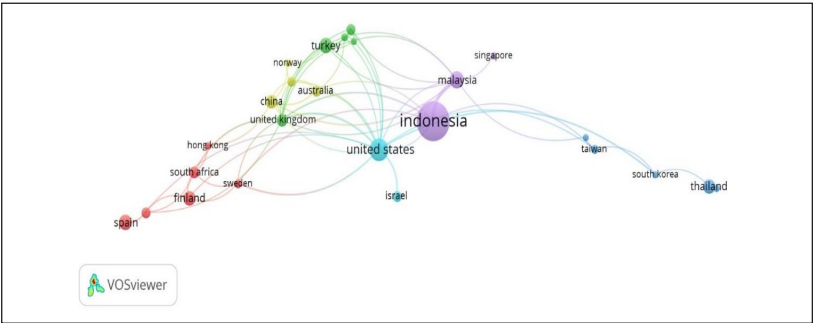 turkey
singapore
norway
malaysia
australia
china
indonesia
united kingdom
hong kong
united states
taiwan
south africa
south korea
sweden
thailand
finland
israel
spain
VOSviewer